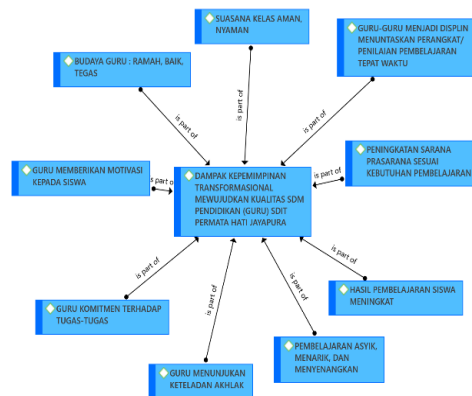 SUASANA KELAS AMAN,
NYAMAN
GURU-GURU MENJADI DISPLIN
MENUNTASKAN PERANGKAT/
PENILAIAN PEMBELAJARAN
TEPAT WAKTU
BUDAYA GURU : RAMAH, BAIK,
TEGAS
is part of
is part of
is part of
PENINGKATAN SARANA
PRASARANA SESUAI
KEBUTUHAN PEMBELAJARAN
GURU MEMBERIKAN MOTIVASI
KEPADA SISWA
is part of
DAMPAK KEPEMIMPINAN
TRANSFORMASIONAL
MEWUJUDKAN KUALITAS SDM
PENDIDIKAN (GURU) SDIT
PERMATA HATI JAYAPURA
is part of
is part of
is part of
is part of
is part of
HASIL PEMBELAJARAN SISWA
MENINGKAT
GURU KOMITMEN TERHADAP
TUGAS-TUGAS
PEMBELAJARAN ASYIK,
MENARIK, DAN
MENYENANGKAN
GURU MENUNJUKAN
KETELADAN AKHLAK